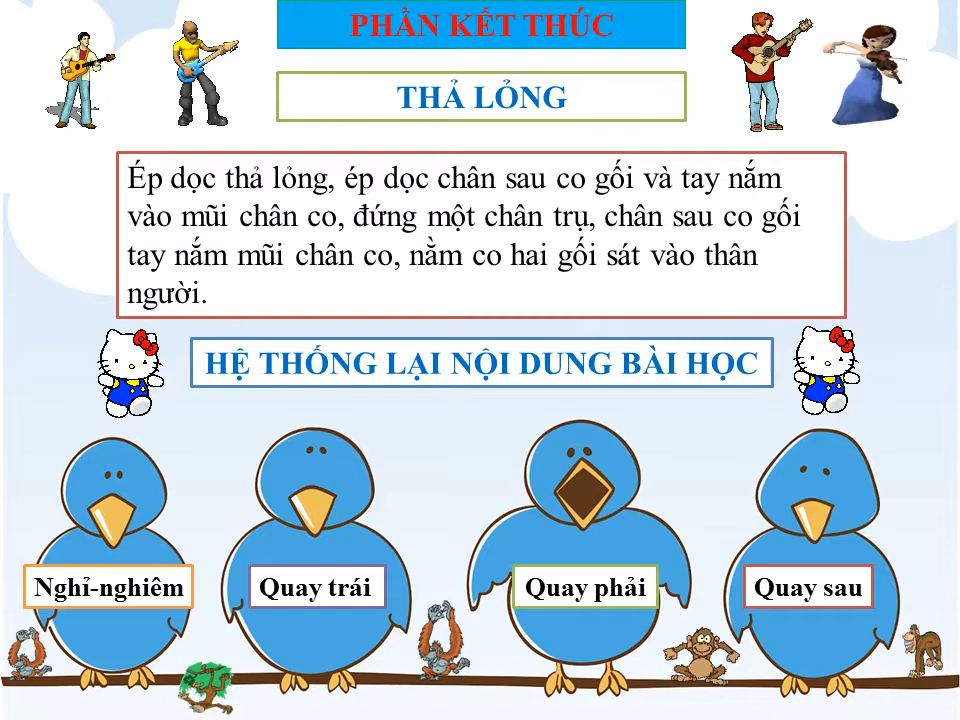 PHẦN KẾT THÚC
THẢ LỎNG
Ép dọc thả lỏng, ép dọc chân sau co gối và tay nắm
vào mũi chân co, đứng một chân trụ, chân sau co gối
tay nắm mũi chân co, nằm co hai gối sát vào thân
người.
HỆ THỐNG LẠI NỘI DUNG BÀI HỌC
Nghỉ-nghiêm
Quay trái
Quay phải
Quay sau